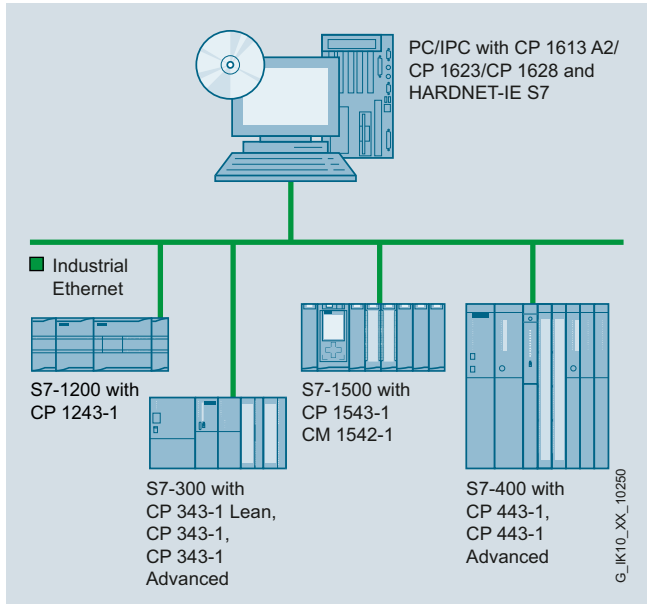 PC/IPC with CP 1613 A2/
CP 1623/CP 1628 and
HARDNET-IE S7
Industrial
Ethernet
S7-1200 with
CP 1243-1
S7-300 with
CP 343-1 Lean,
CP 343-1,
CP 343-1
Advanced
S7-1500 with
CP 1543-1
CM 1542-1
S7-400 with
CP 443-1,
CP 443-1
Advanced
G_IK10_XX_10250